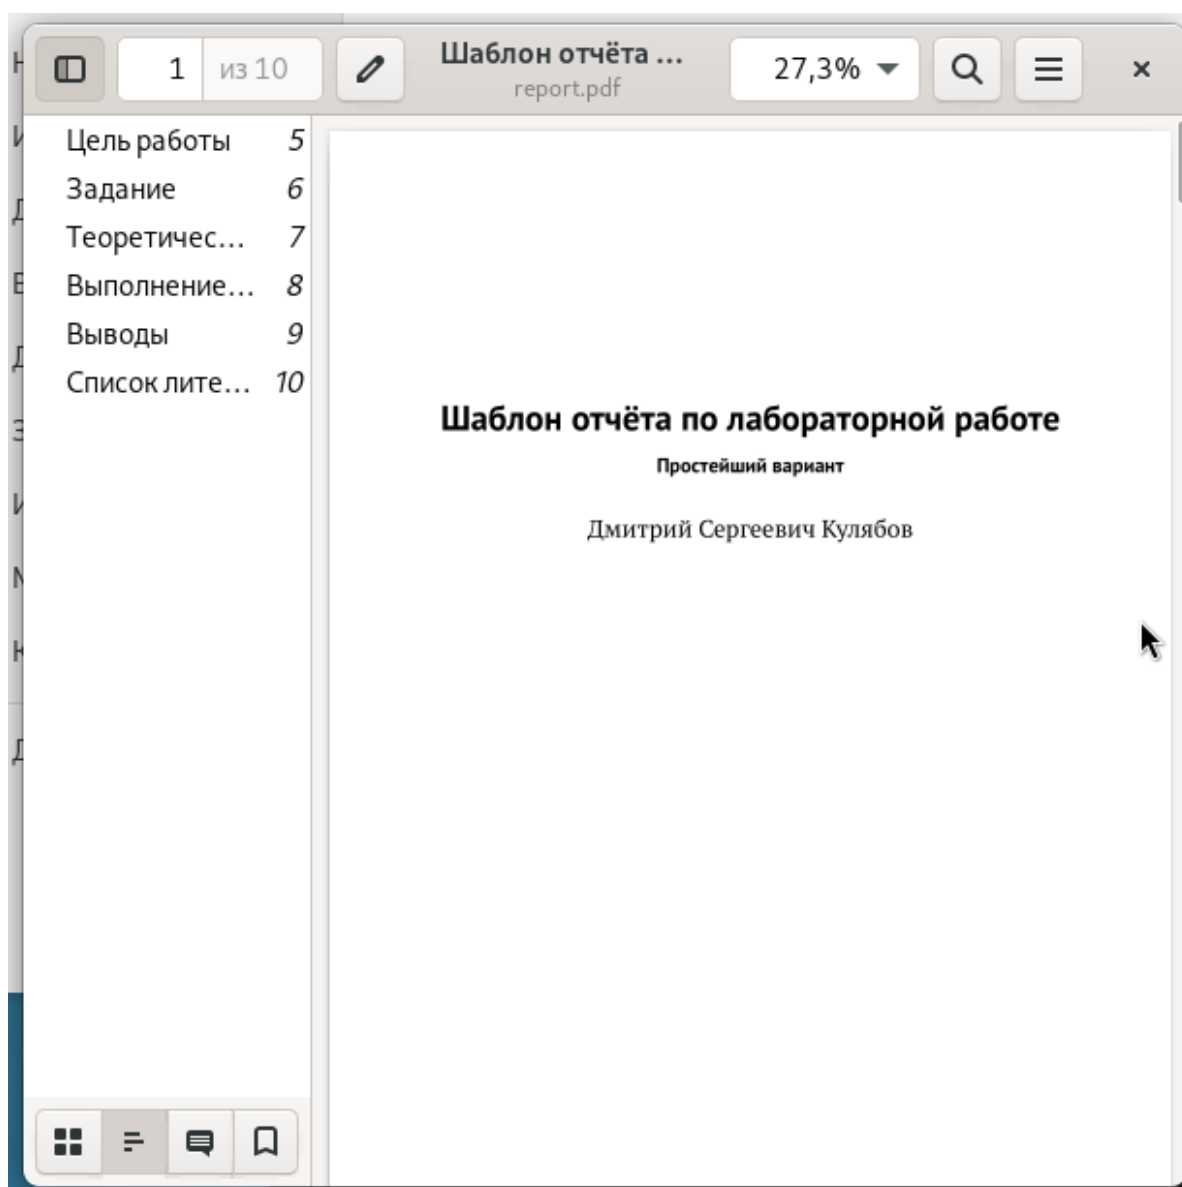 1 из 10
Шаблон отчёта ...
report.pdf
27,3%
Цель работы 5
Задание 6
Теоретичес... 7
Выполнение... 8
Выводы 9
Список лите... 10
Шаблон отчёта по лабораторной работе
Простейший вариант
Дмитрий Сергеевич Кулябов